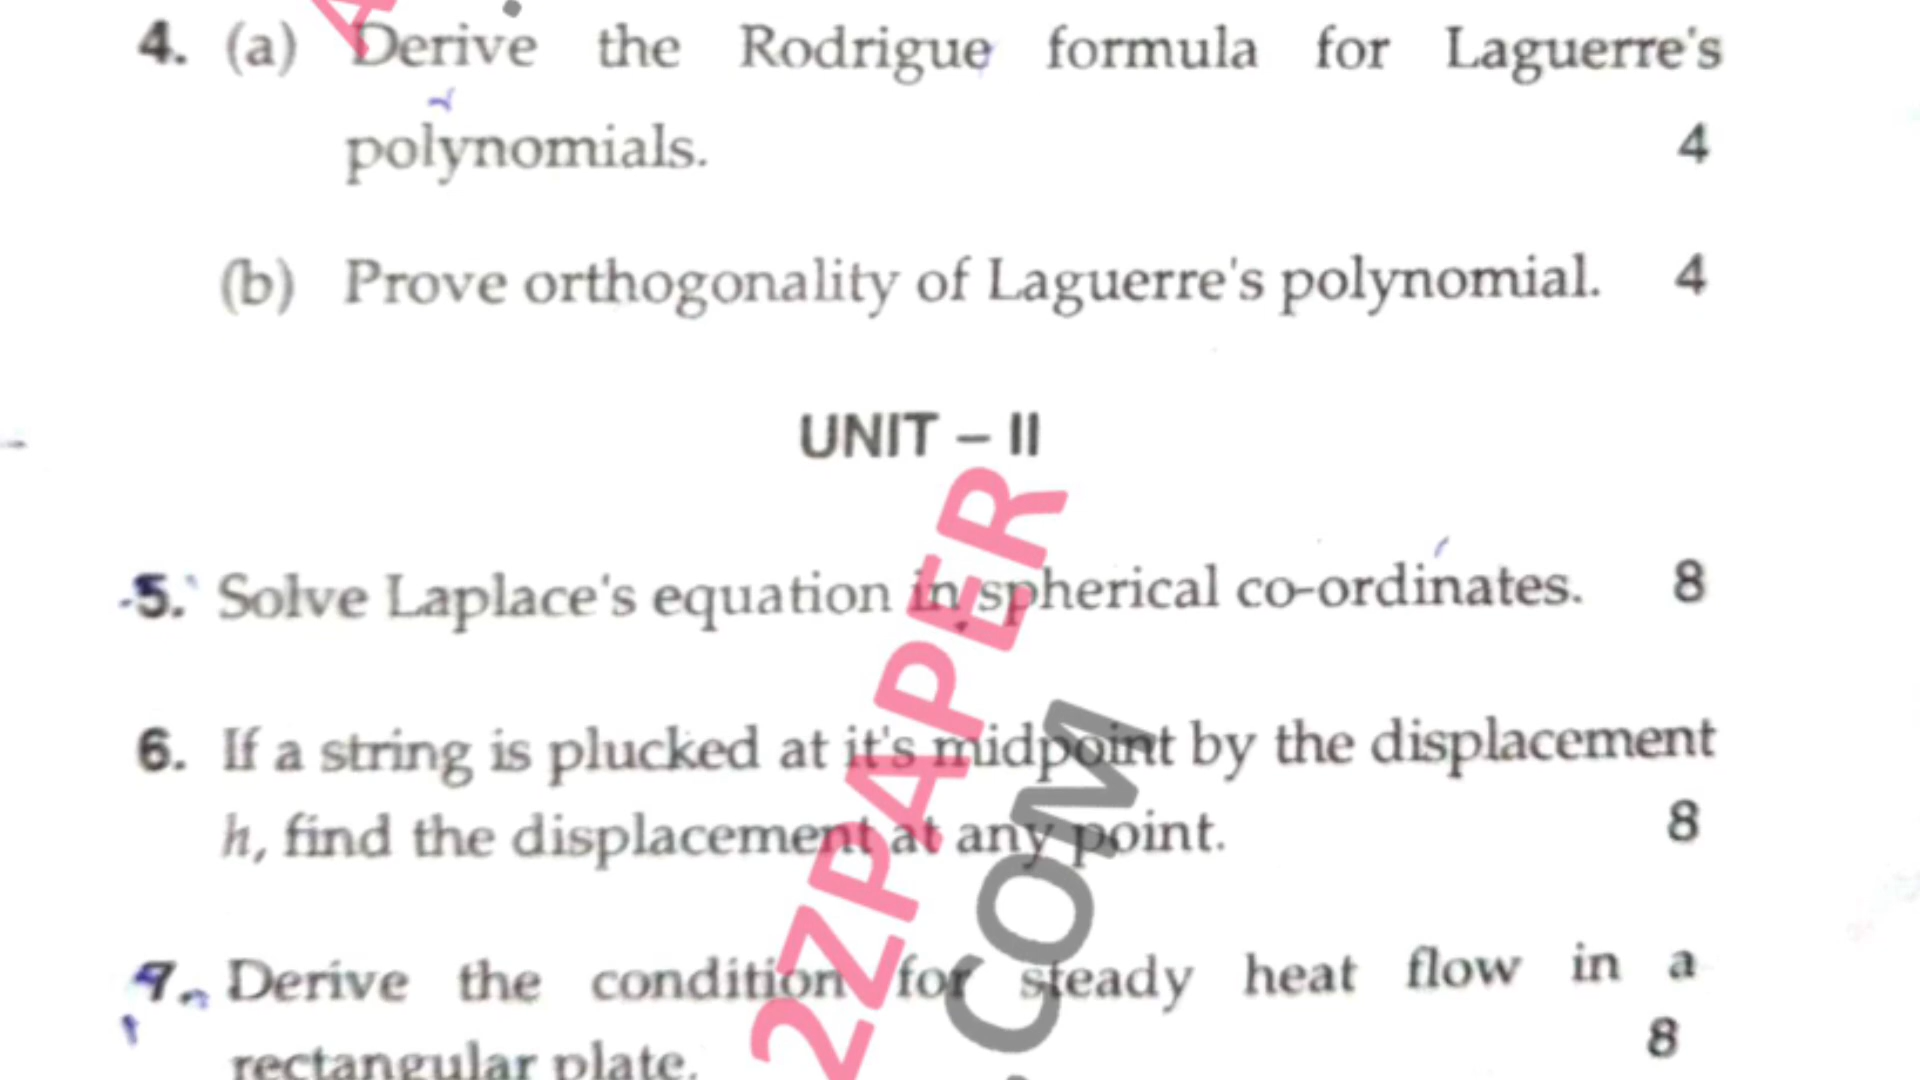 4. (a) Derive the Rodrigue formula for Laguerre's
polynomials. 4
(b) Prove orthogonality of Laguerre's polynomial. 4
UNIT – II
5. Solve Laplace's equation in spherical co-ordinates. 8
6. If a string is plucked at it's midpoint by the displacement
h, find the displacement at any point. 8
7. Derive the condition for steady heat flow in a
rectangular plate. 8
2ZPAPER
COM